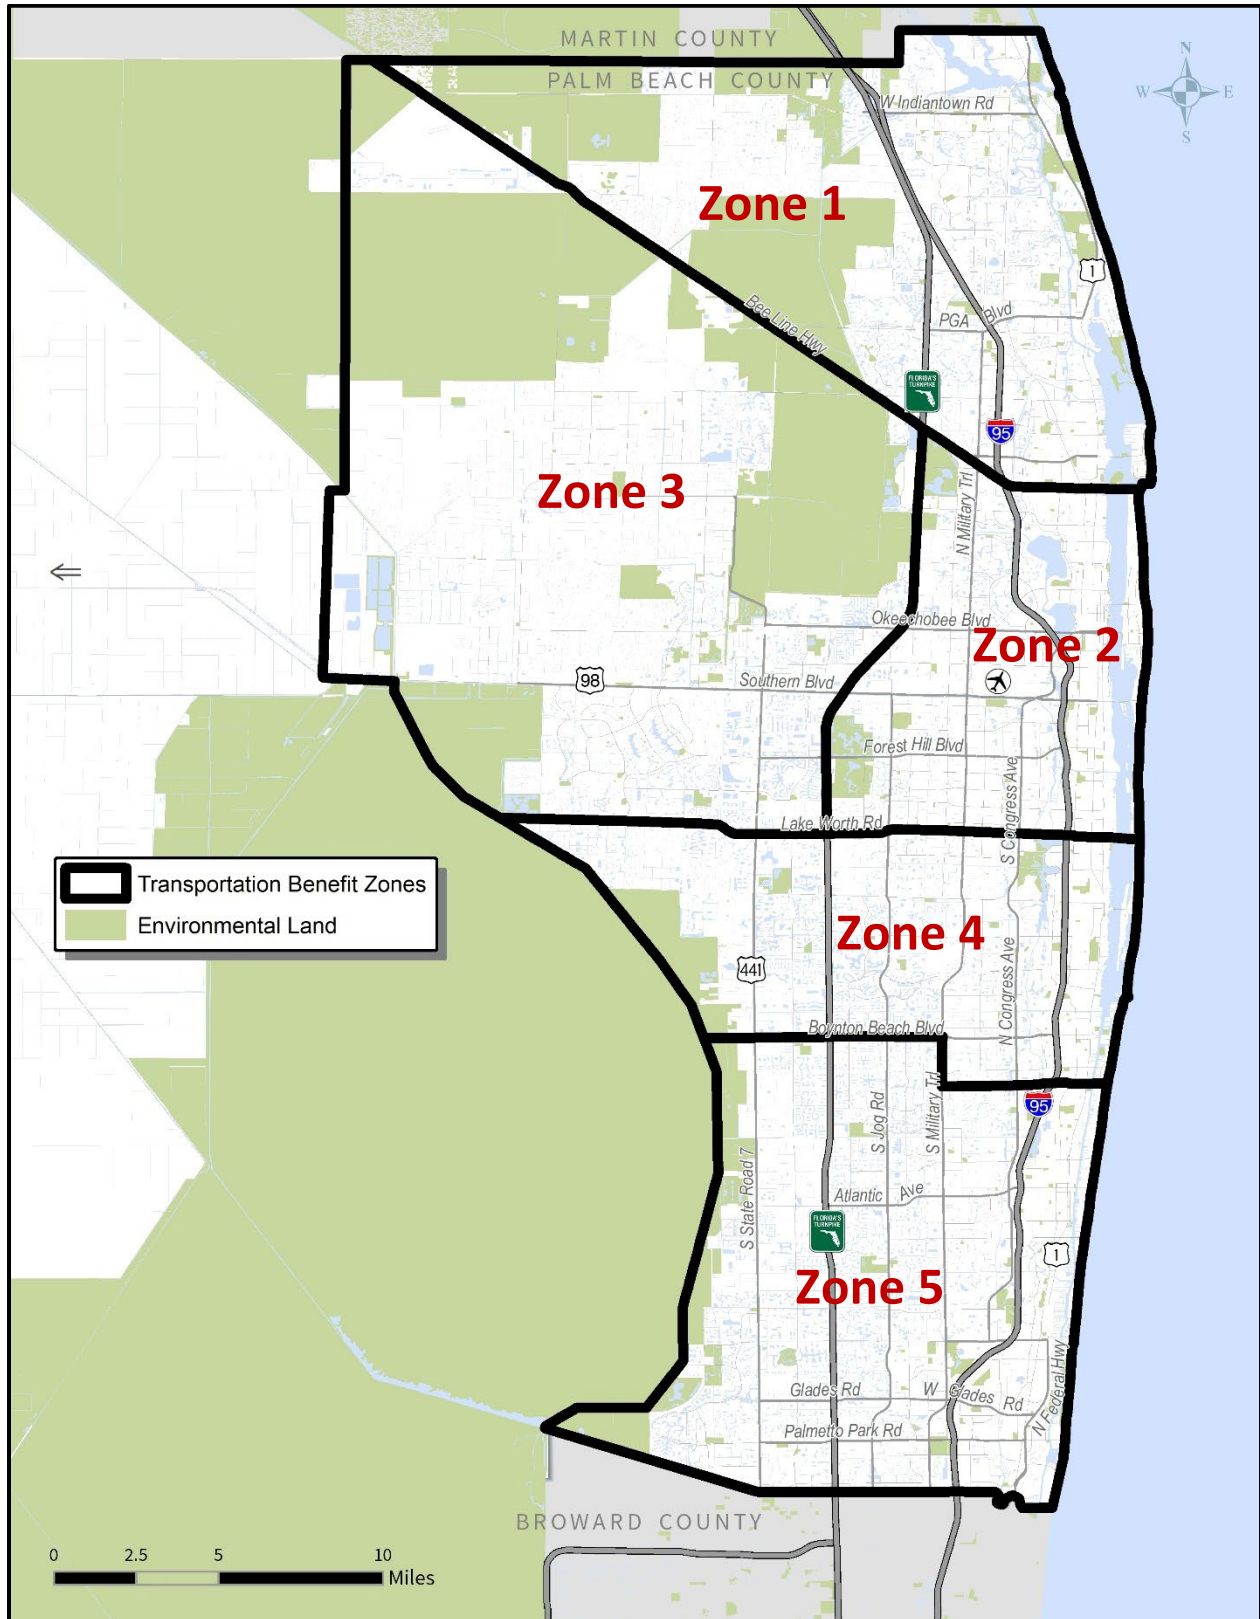 MARTIN COUNTY
PALM BEACH COUNTY
N
W
E
S
W Indiantown Rd
Zone 1
1
Bee Line Hwy
PGA Blvd
FLORIDA'S
TURNPIKE
95
N Military Trl
Zone 3
Okeechobee Blvd
Zone 2
98
Southern Blvd
Forest Hill Blvd
S Congress Ave
Lake Worth Rd
Transportation Benefit Zones
Environmental Land
Zone 4
441
N Congress Ave
Boynton Beach Blvd
95
S Jog Rd
S Military Trl
S State Road 7
Atlantic Ave
FLORIDA'S
TURNPIKE
1
Zone 5
Glades Rd
W Glades Rd
N Federal Hwy
Palmetto Park Rd
BROWARD COUNTY
0 2.5 5 10
Miles